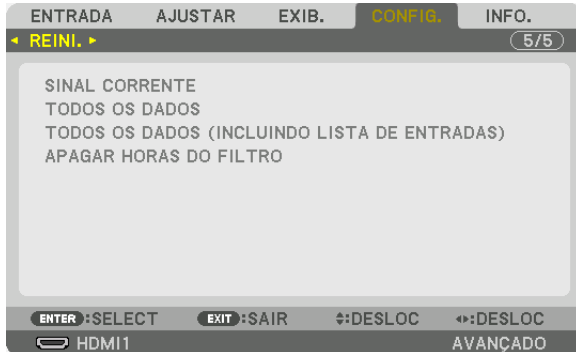 ENTRADA AJUSTAR EXIB. CONFIG. INFO.
REINI. 5/5
SINAL CORRENTE
TODOS OS DADOS
TODOS OS DADOS (INCLUINDO LISTA DE ENTRADAS)
APAGAR HORAS DO FILTRO
ENTER :SELECT EXIT :SAIR :DESLOC :DESLOC
HDMI1 AVANÇADO